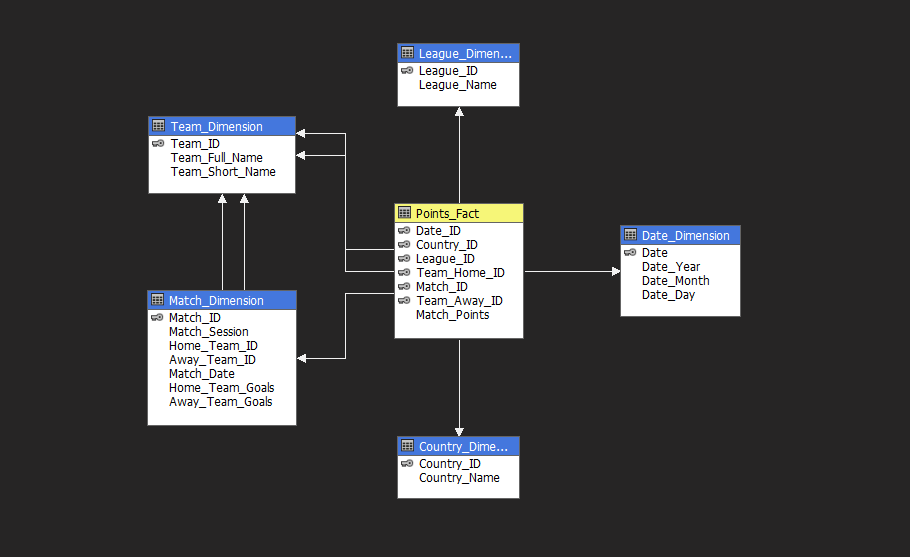 League_Dimen...
League_ID
League_Name
Team_Dimension
Team_ID
Team_Full_Name
Team_Short_Name
Points_Fact
Date_ID
Country_ID
League_ID
Team_Home_ID
Match_ID
Team_Away_ID
Match_Points
Date_Dimension
Date
Date_Year
Date_Month
Date_Day
Match_Dimension
Match_ID
Match_Session
Home_Team_ID
Away_Team_ID
Match_Date
Home_Team_Goals
Away_Team_Goals
Country_Dime...
Country_ID
Country_Name